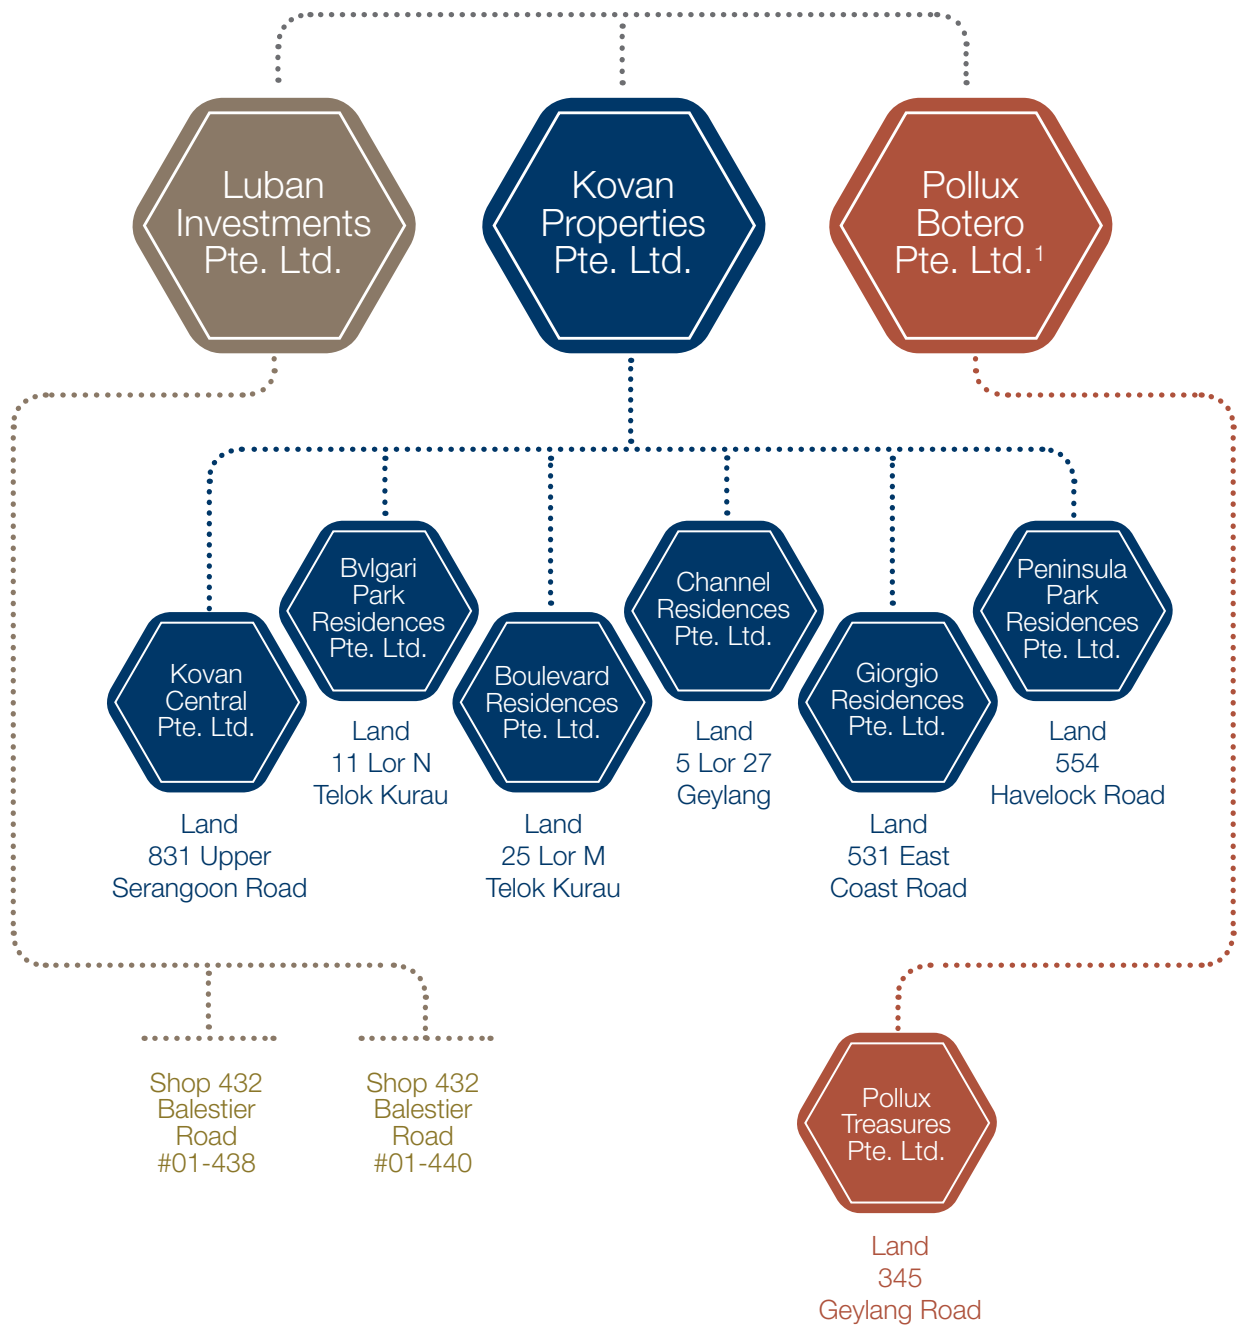 Luban
Investments
Pte. Ltd.
Kovan
Properties
Pte. Ltd.
Pollux
Botero
Pte. Ltd.1
Kovan
Central
Pte. Ltd.
Land
831 Upper
Serangoon Road
Bvlgari
Park
Residences
Pte. Ltd.
Land
11 Lor N
Telok Kurau
Boulevard
Residences
Pte. Ltd.
Land
25 Lor M
Telok Kurau
Channel
Residences
Pte. Ltd.
Land
5 Lor 27
Geylang
Giorgio
Residences
Pte. Ltd.
Land
531 East
Coast Road
Peninsula
Park
Residences
Pte. Ltd.
Land
554
Havelock Road
Shop 432
Balestier
Road
#01-438
Shop 432
Balestier
Road
#01-440
Pollux
Treasures
Pte. Ltd.
Land
345
Geylang Road